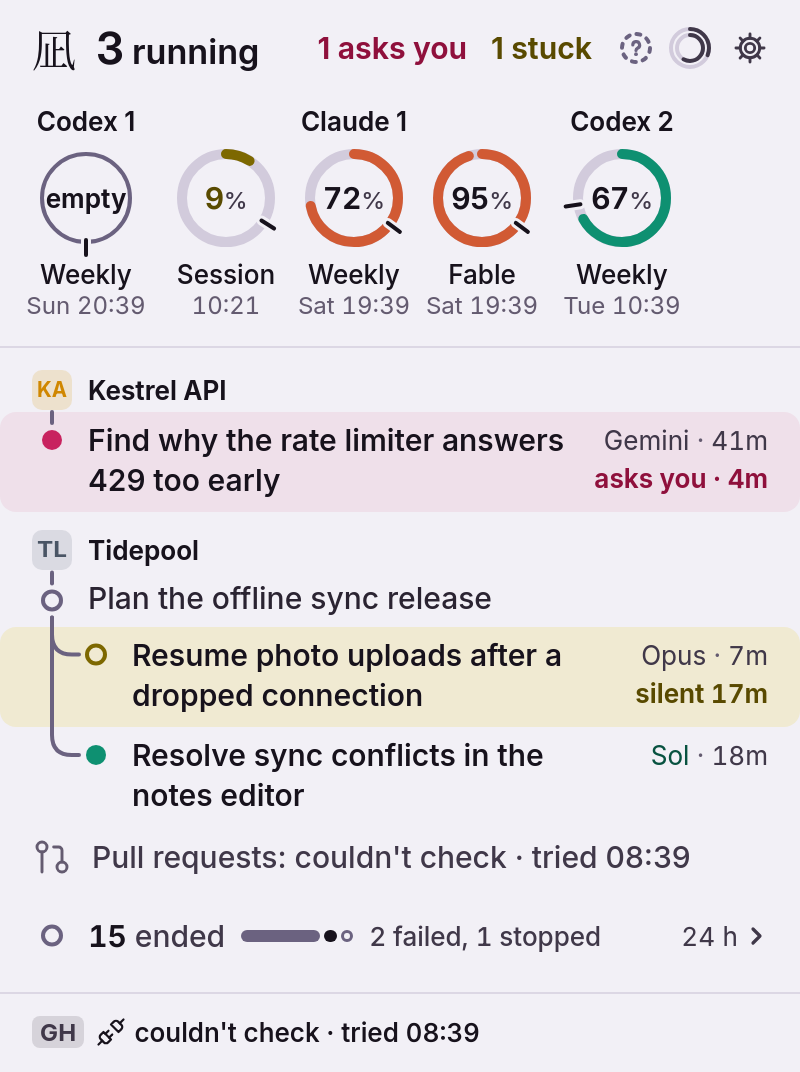 凪 3 running 1 asks you 1 stuck ?
Codex 1 Claude 1 Codex 2
empty 9% 72% 95% 67%
Weekly Session Weekly Fable Weekly
Sun 20:39 10:21 Sat 19:39 Sat 19:39 Tue 10:39
KA Kestrel API
Find why the rate limiter answers Gemini · 41m
429 too early asks you · 4m
TL Tidepool
Plan the offline sync release
Resume photo uploads after a Opus · 7m
dropped connection silent 17m
Resolve sync conflicts in the Sol · 18m
notes editor
Pull requests: couldn't check · tried 08:39
15 ended 2 failed, 1 stopped 24 h
GH couldn't check · tried 08:39